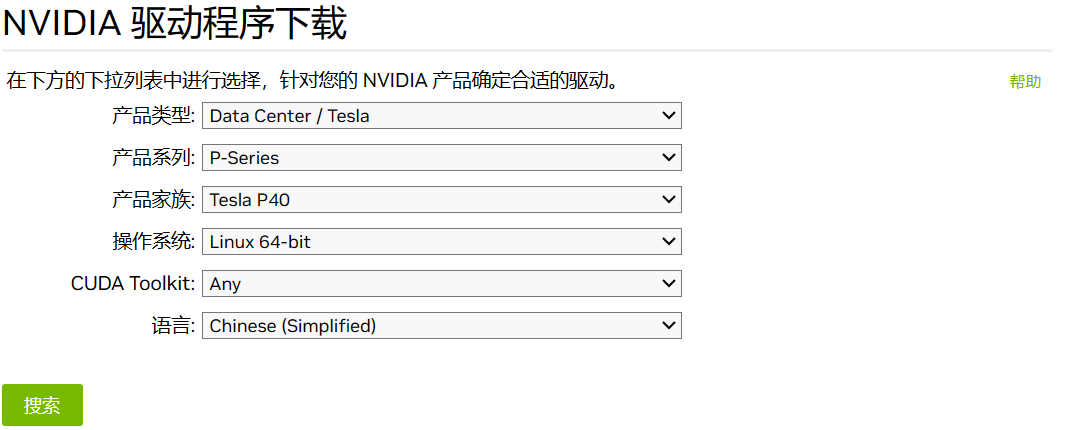 NVIDIA 驱动程序下载
在下方的下拉列表中进行选择，针对您的 NVIDIA 产品确定合适的驱动。 帮助
产品类型: Data Center / Tesla
产品系列: P-Series
产品家族: Tesla P40
操作系统: Linux 64-bit
CUDA Toolkit: Any
语言: Chinese (Simplified)
搜索